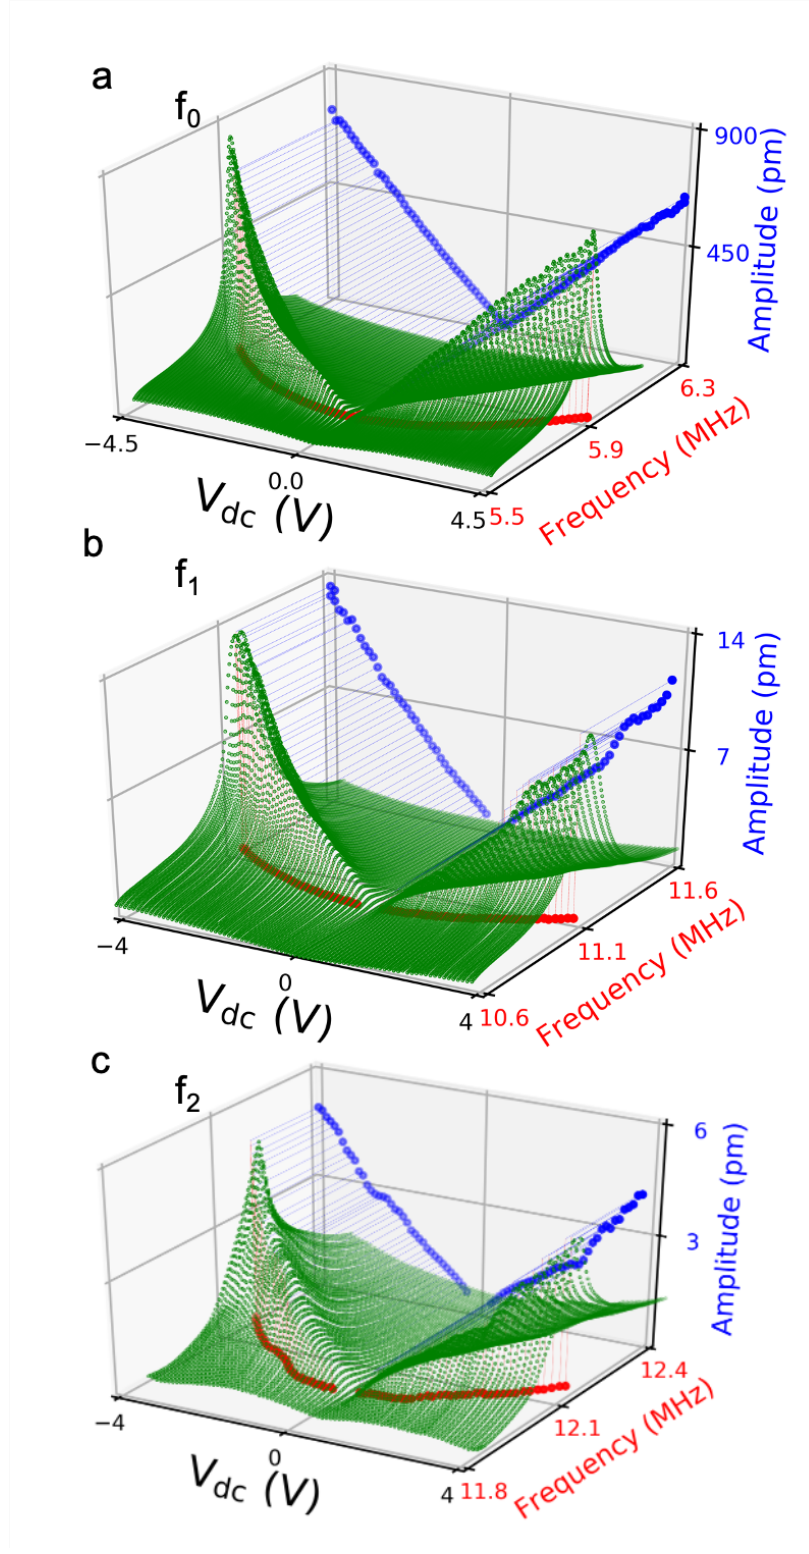 a
f0
900
450
Amplitude (pm)
6.3
5.9
5.5
Frequency (MHz)
−4.5
0.0
4.5
Vdc (V)
b
f1
14
7
Amplitude (pm)
11.6
11.1
10.6
Frequency (MHz)
−4
0
4
Vdc (V)
c
f2
6
3
Amplitude (pm)
12.4
12.1
11.8
Frequency (MHz)
−4
0
4
Vdc (V)